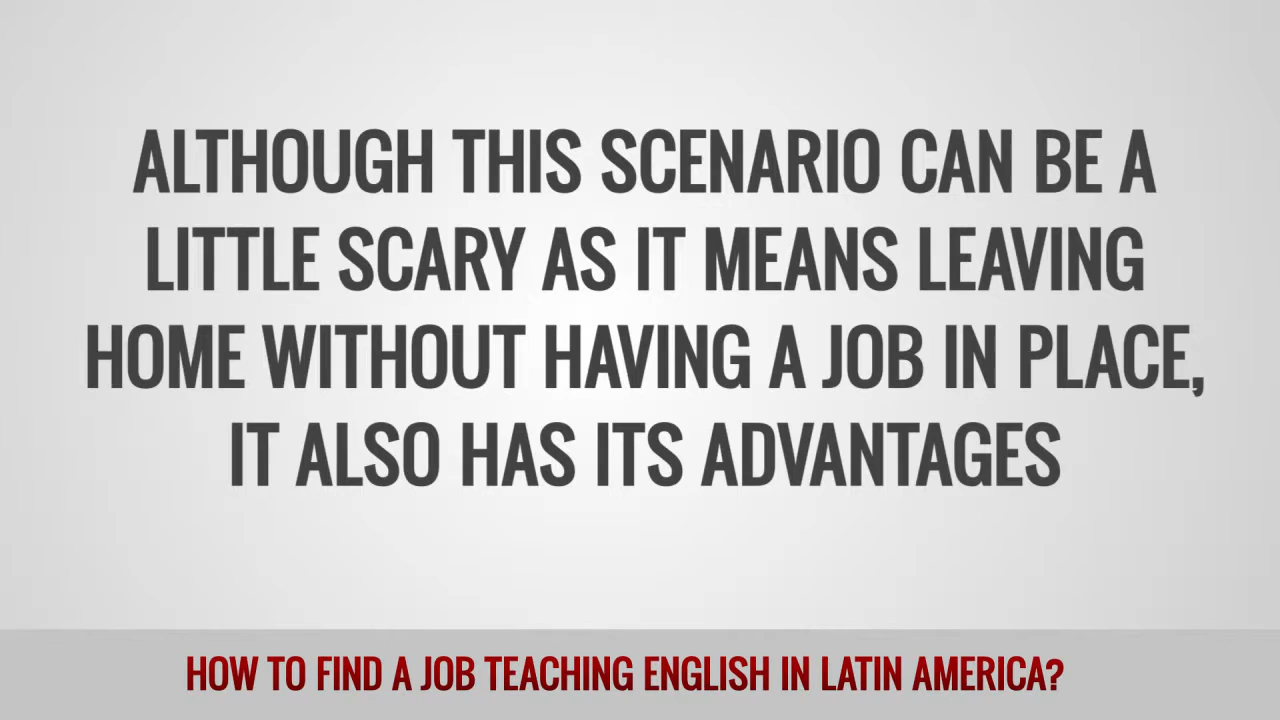 ALTHOUGH THIS SCENARIO CAN BE A
LITTLE SCARY AS IT MEANS LEAVING
HOME WITHOUT HAVING A JOB IN PLACE,
IT ALSO HAS ITS ADVANTAGES
HOW TO FIND A JOB TEACHING ENGLISH IN LATIN AMERICA?